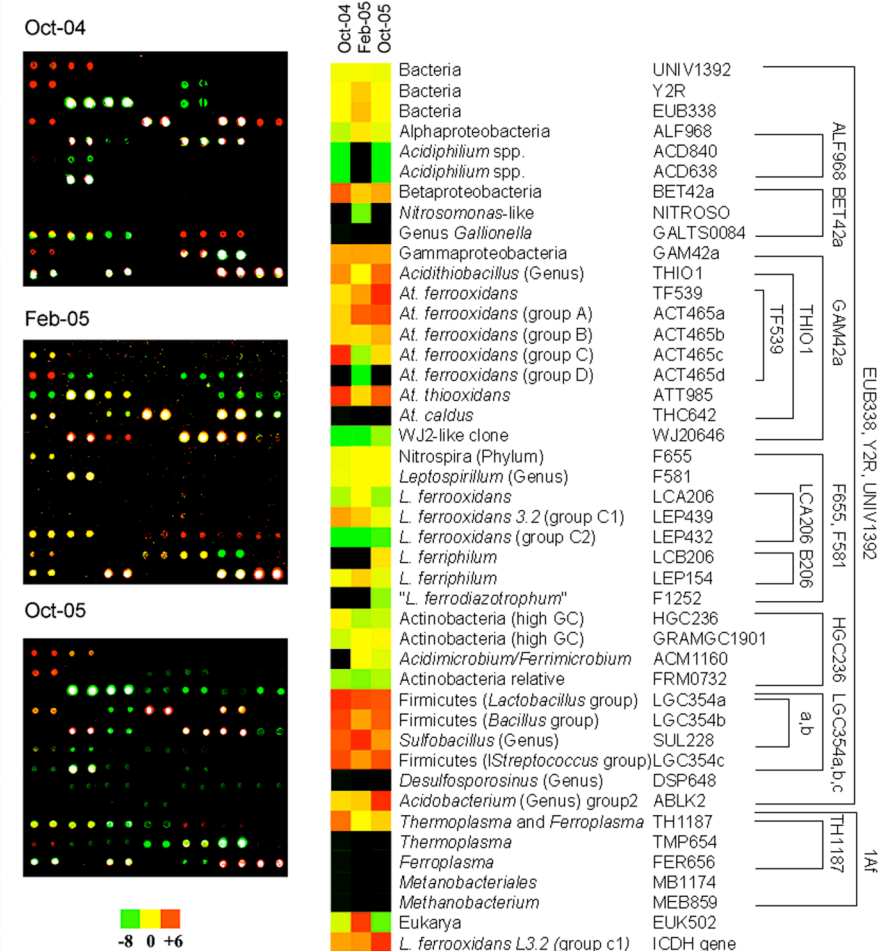 Oct-04
Feb-05
Oct-05
-8 0 +6
Oct-04 Feb-05 Oct-05
Bacteria UNIV1392
Bacteria Y2R
Bacteria EUB338
Alphaproteobacteria ALF968
Acidiphilium spp. ACD840
Acidiphilium spp. ACD638
Betaproteobacteria BET42a
Nitrosomonas-like NITROSO
Genus Gallionella GALTS0084
Gammaproteobacteria GAM42a
Acidithiobacillus (Genus) THIO1
At. ferrooxidans TF539
At. ferrooxidans (group A) ACT465a
At. ferrooxidans (group B) ACT465b
At. ferrooxidans (group C) ACT465c
At. ferrooxidans (group D) ACT465d
At. thiooxidans ATT985
At. caldus THC642
WJ2-like clone WJ20646
Nitrospira (Phylum) F655
Leptospirillum (Genus) F581
L. ferrooxidans LCA206
L. ferrooxidans 3.2 (group C1) LEP439
L. ferrooxidans (group C2) LEP432
L. ferriphilum LCB206
L. ferriphilum LEP154
"L. ferrodiazotrophum" F1252
Actinobacteria (high GC) HGC236
Actinobacteria (high GC) GRAMGC1901
Acidimicrobium/Ferrimicrobium ACM1160
Actinobacteria relative FRM0732
Firmicutes (Lactobacillus group) LGC354a
Firmicutes (Bacillus group) LGC354b
Sulfobacillus (Genus) SUL228
Firmicutes (lStreptococcus group) LGC354c
Desulfosporosinus (Genus) DSP648
Acidobacterium (Genus) group2 ABLK2
Thermoplasma and Ferroplasma TH1187
Thermoplasma TMP654
Ferroplasma FER656
Metanobacteriales MB1174
Methanobacterium MEB859
Eukarya EUK502
L. ferrooxidans L3.2 (group c1) ICDH gene
ALF968 BET42a
TF539
THIO1
GAM42a
LCA206 B206
F655, F581
HGC236
a,b
LGC354a,b,c
EUB338, Y2R, UNIV1392
TH1187
1Af